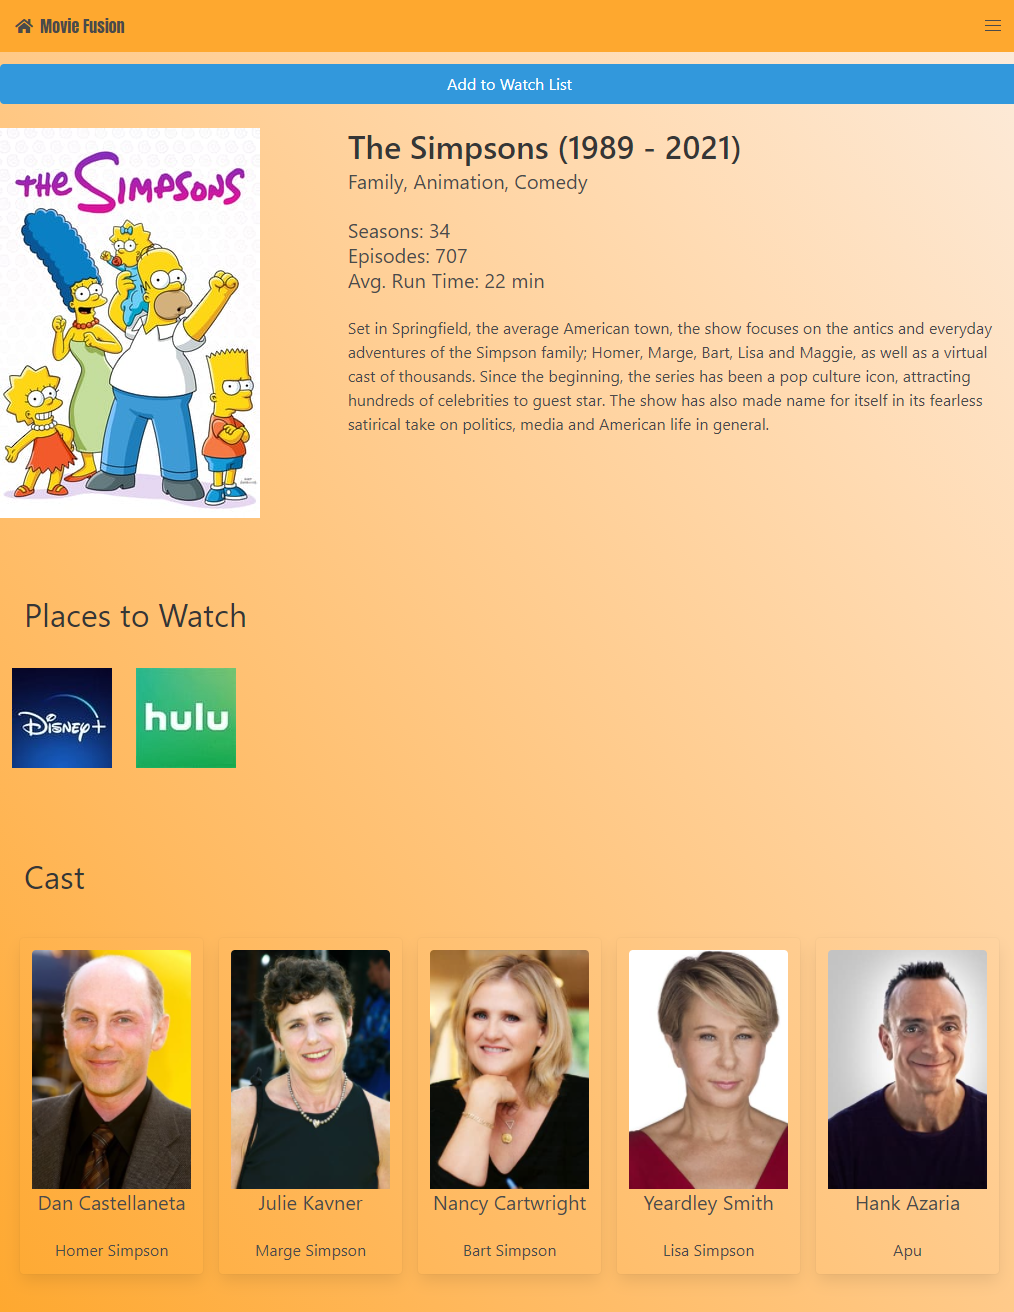 Movie Fusion
Add to Watch List
THE SIMPSONS
The Simpsons (1989 - 2021)
Family, Animation, Comedy
Seasons: 34
Episodes: 707
Avg. Run Time: 22 min
Set in Springfield, the average American town, the show focuses on the antics and everyday
adventures of the Simpson family; Homer, Marge, Bart, Lisa and Maggie, as well as a virtual
cast of thousands. Since the beginning, the series has been a pop culture icon, attracting
hundreds of celebrities to guest star. The show has also made name for itself in its fearless
satirical take on politics, media and American life in general.
Places to Watch
Disney+
hulu
Cast
Dan Castellaneta
Homer Simpson
Julie Kavner
Marge Simpson
Nancy Cartwright
Bart Simpson
Yeardley Smith
Lisa Simpson
Hank Azaria
Apu